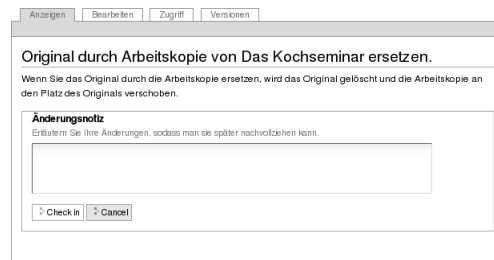 Anzeigen Bearbeiten Zugriff Versionen
Original durch Arbeitskopie von Das Kochseminar ersetzen.
Wenn Sie das Original durch die Arbeitskopie ersetzen, wird das Original gelöscht und die Arbeitskopie an
den Platz des Originals verschoben.
Änderungsnotiz
Erläutern Sie Ihre Änderungen, sodass man sie später nachvollziehen kann.
Check in Cancel